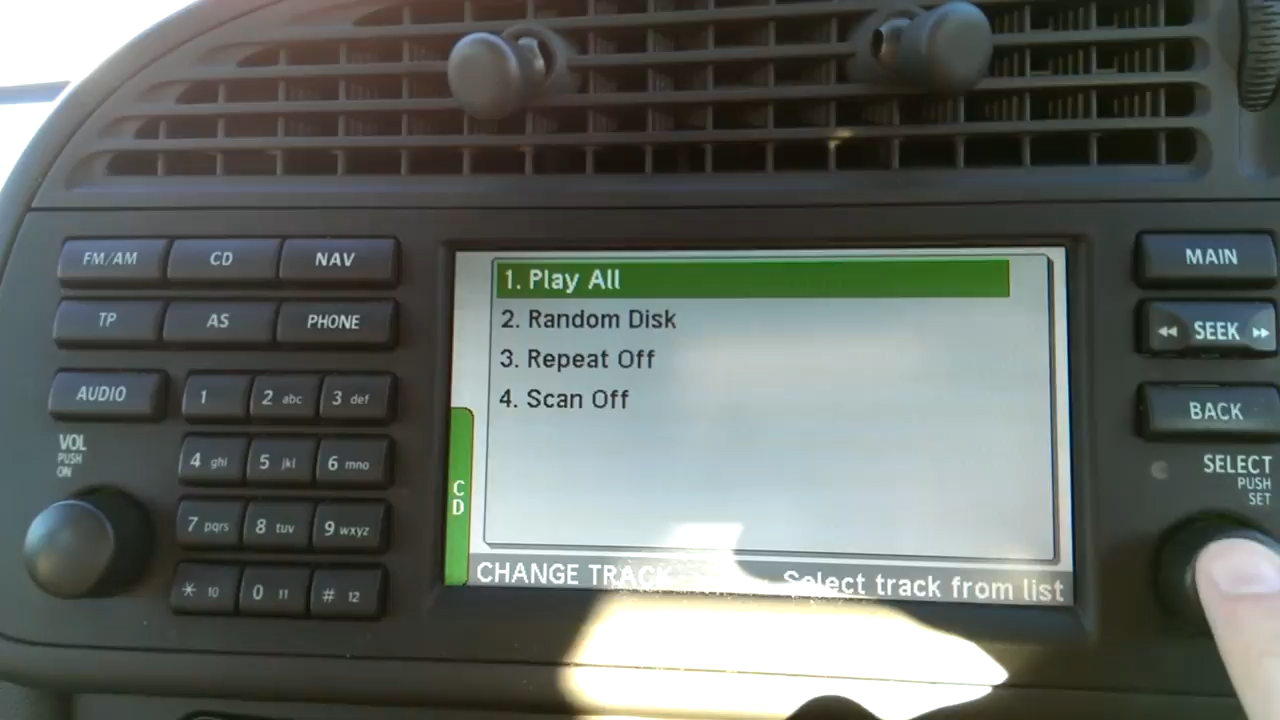 FM/AM CD NAV
TP AS PHONE
AUDIO
1 2 abc 3 def
4 ghi 5 jkl 6 mno
7 pqrs 8 tuv 9 wxyz
* 10 0 11 # 12
VOL
PUSH
ON
1. Play All
2. Random Disk
3. Repeat Off
4. Scan Off
CD
CHANGE TRACK Select track from list
MAIN
SEEK
BACK
SELECT
PUSH
SET